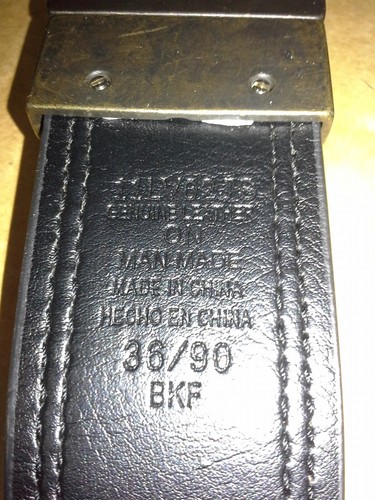 GENUINE LEATHER
ON
MAN-MADE
MADE IN CHINA
HECHO EN CHINA
36/90
BKF